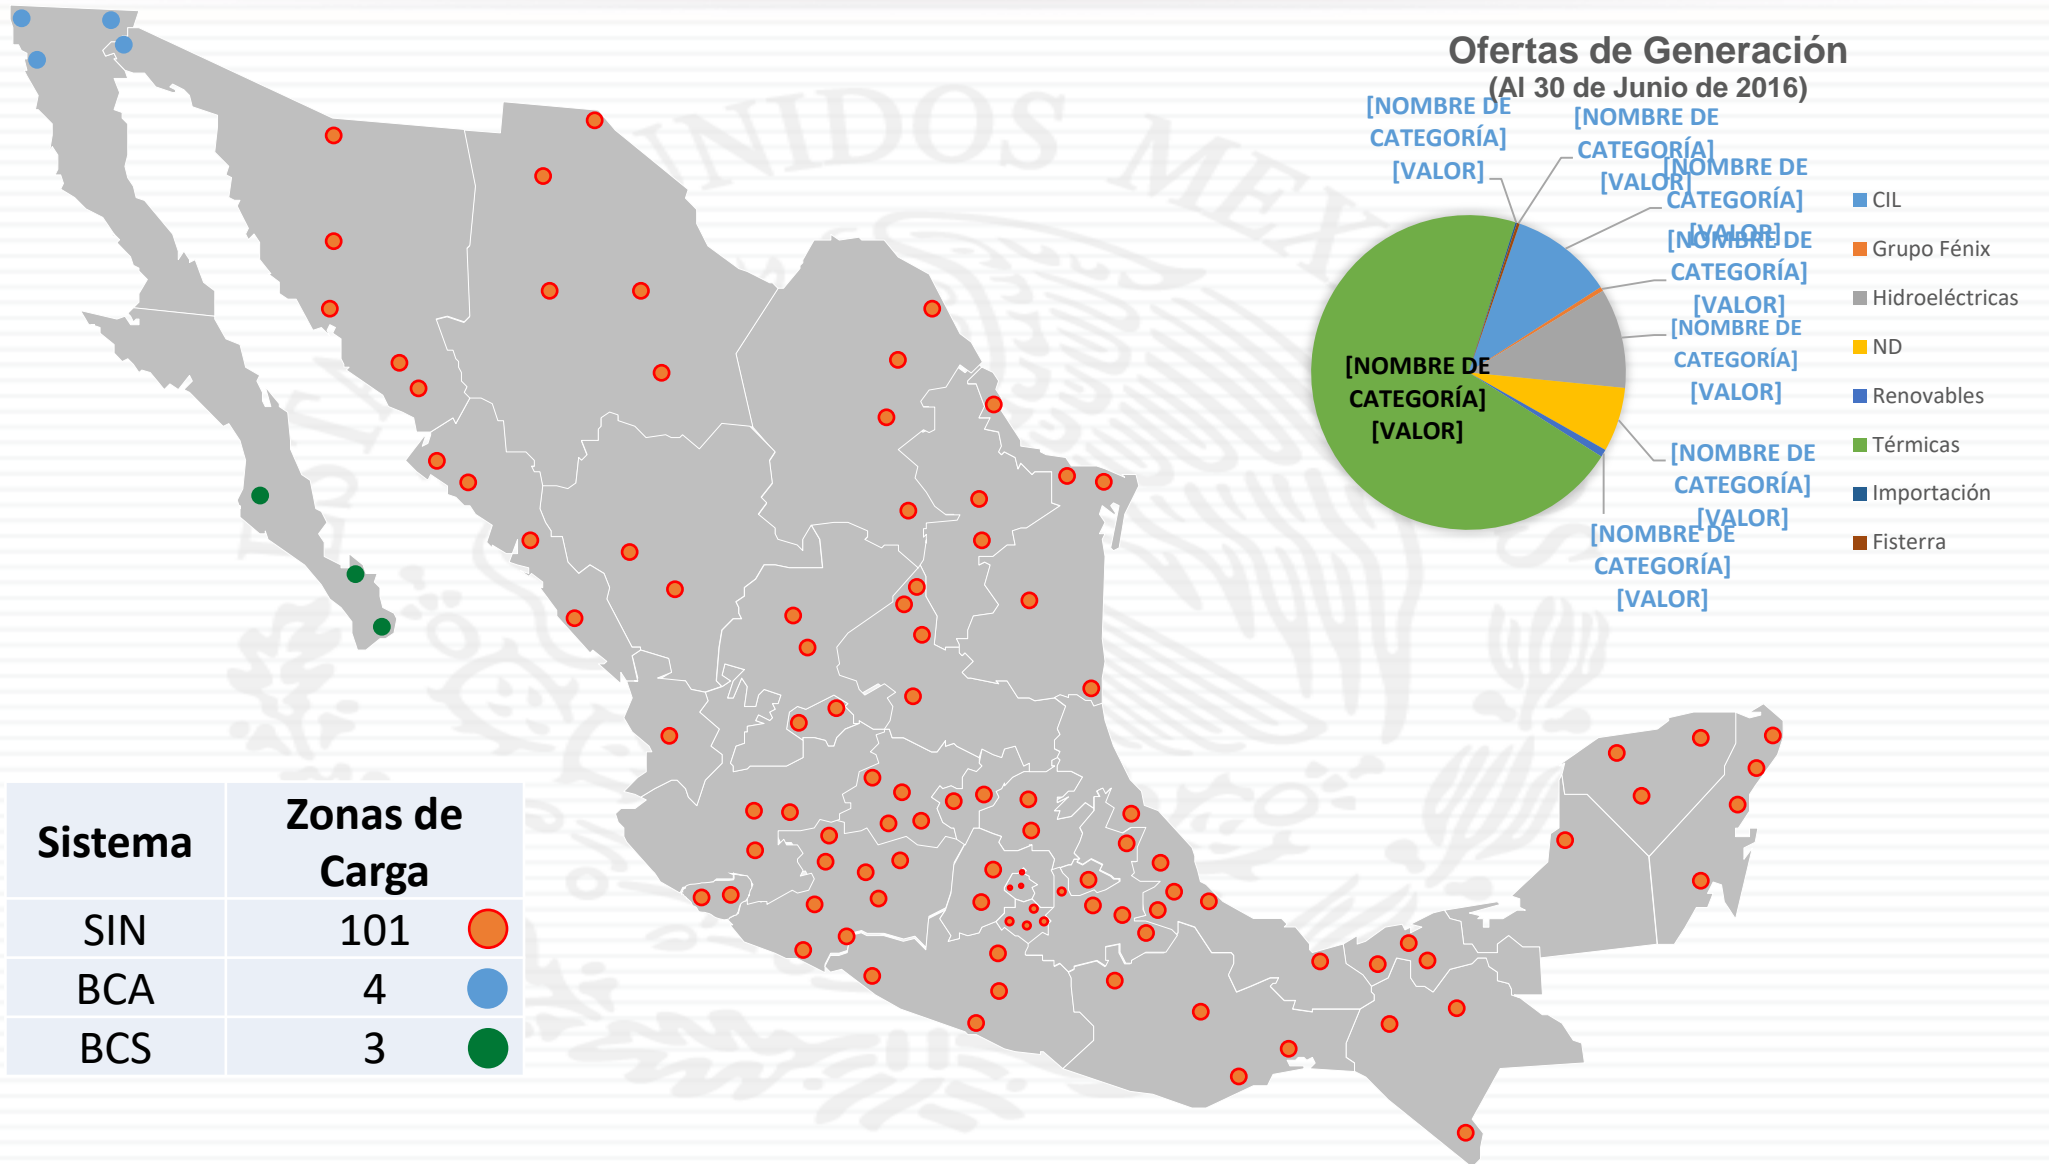 Ofertas de Generación
(Al 30 de Junio de 2016)
[NOMBRE DE
CATEGORÍA]
[VALOR]
[NOMBRE DE
CATEGORÍA]
[VALOR]
[NOMBRE DE
CATEGORÍA]
[VALOR]
[NOMBRE DE
CATEGORÍA]
[VALOR]
[NOMBRE DE
CATEGORÍA]
[VALOR]
[NOMBRE DE
CATEGORÍA]
[VALOR]
[NOMBRE DE
CATEGORÍA]
[VALOR]
[NOMBRE DE
CATEGORÍA]
[VALOR]
CIL
Grupo Fénix
Hidroeléctricas
ND
Renovables
Térmicas
Importación
Fisterra
Sistema
Zonas de
Carga
SIN 101
BCA 4
BCS 3